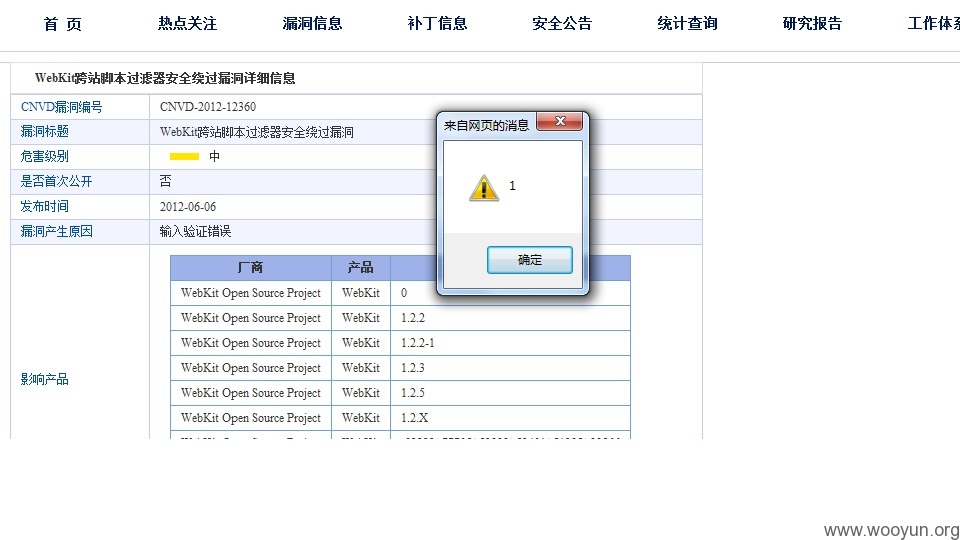 首 页 热点关注 漏洞信息 补丁信息 安全公告 统计查询 研究报告 工作体系
WebKit跨站脚本过滤器安全绕过漏洞详细信息
CNVD漏洞编号 CNVD-2012-12360
漏洞标题 WebKit跨站脚本过滤器安全绕过漏洞
危害级别 中
是否首次公开 否
发布时间 2012-06-06
漏洞产生原因 输入验证错误
来自网页的消息
1
确定
厂商 产品
WebKit Open Source Project WebKit 0
WebKit Open Source Project WebKit 1.2.2
WebKit Open Source Project WebKit 1.2.2-1
WebKit Open Source Project WebKit 1.2.3
影响产品
WebKit Open Source Project WebKit 1.2.5
WebKit Open Source Project WebKit 1.2.X
www.wooyun.org